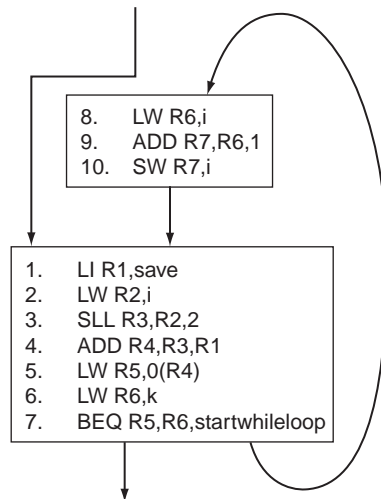 8. LW R6,i
9. ADD R7,R6,1
10. SW R7,i
1. LI R1,save
2. LW R2,i
3. SLL R3,R2,2
4. ADD R4,R3,R1
5. LW R5,0(R4)
6. LW R6,k
7. BEQ R5,R6,startwhileloop